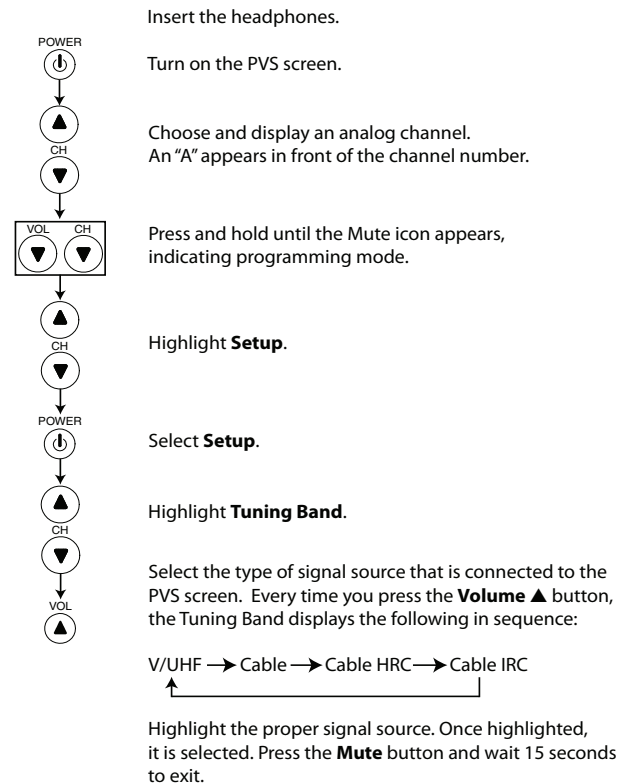 Insert the headphones.
POWER
Turn on the PVS screen.
Choose and display an analog channel.
An “A” appears in front of the channel number.
CH
VOL CH
Press and hold until the Mute icon appears,
indicating programming mode.
Highlight Setup.
CH
POWER
Select Setup.
Highlight Tuning Band.
CH
Select the type of signal source that is connected to the
PVS screen. Every time you press the Volume ▲ button,
the Tuning Band displays the following in sequence:
VOL
V/UHF → Cable → Cable HRC → Cable IRC
Highlight the proper signal source. Once highlighted,
it is selected. Press the Mute button and wait 15 seconds
to exit.